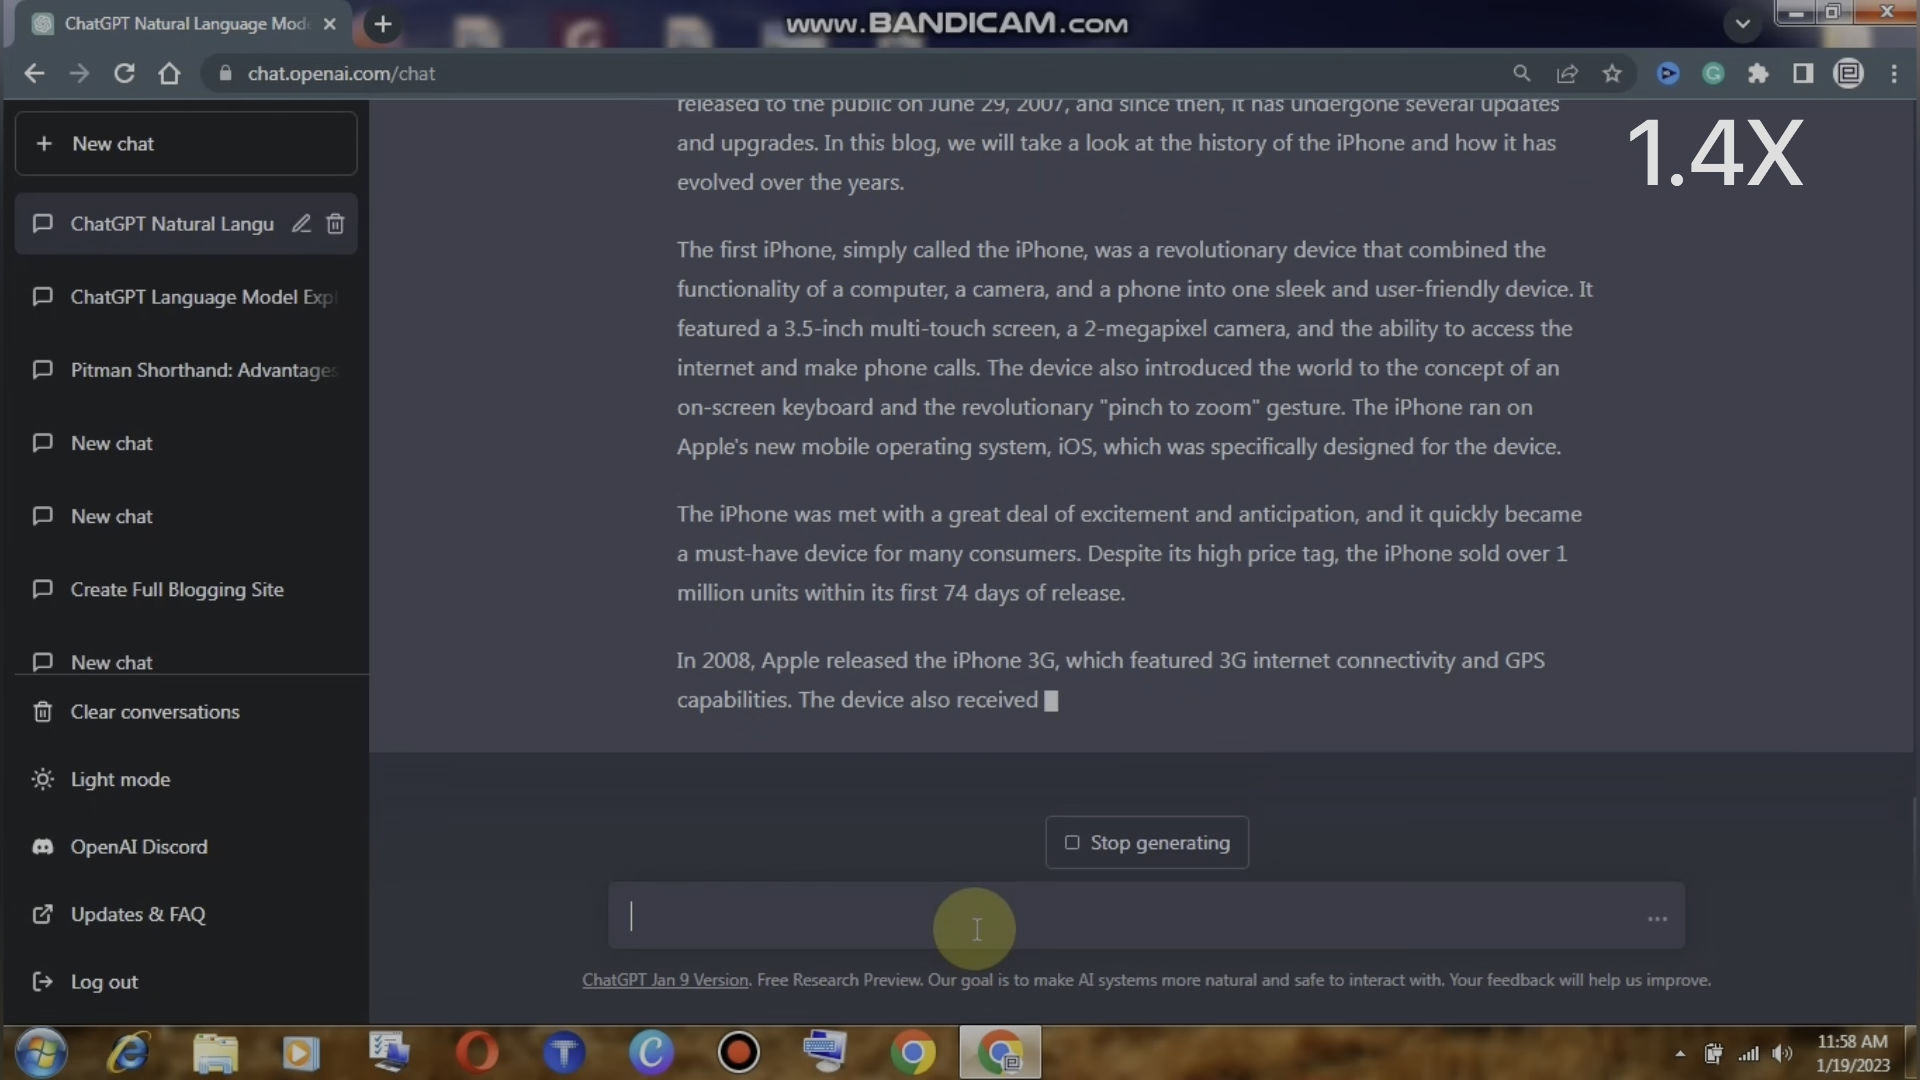 ChatGPT Natural Language Mod
www.BANDICAM.com
chat.openai.com/chat
New chat
ChatGPT Natural Langu
ChatGPT Language Model Exp
Pitman Shorthand: Advantages
New chat
New chat
Create Full Blogging Site
New chat
Clear conversations
Light mode
OpenAI Discord
Updates & FAQ
Log out
1.4X
released to the public on June 29, 2007, and since then, it has undergone several updates
and upgrades. In this blog, we will take a look at the history of the iPhone and how it has
evolved over the years.
The first iPhone, simply called the iPhone, was a revolutionary device that combined the
functionality of a computer, a camera, and a phone into one sleek and user-friendly device. It
featured a 3.5-inch multi-touch screen, a 2-megapixel camera, and the ability to access the
internet and make phone calls. The device also introduced the world to the concept of an
on-screen keyboard and the revolutionary "pinch to zoom" gesture. The iPhone ran on
Apple's new mobile operating system, iOS, which was specifically designed for the device.
The iPhone was met with a great deal of excitement and anticipation, and it quickly became
a must-have device for many consumers. Despite its high price tag, the iPhone sold over 1
million units within its first 74 days of release.
In 2008, Apple released the iPhone 3G, which featured 3G internet connectivity and GPS
capabilities. The device also received
Stop generating
ChatGPT Jan 9 Version. Free Research Preview. Our goal is to make AI systems more natural and safe to interact with. Your feedback will help us improve.
11:58 AM
1/19/2023